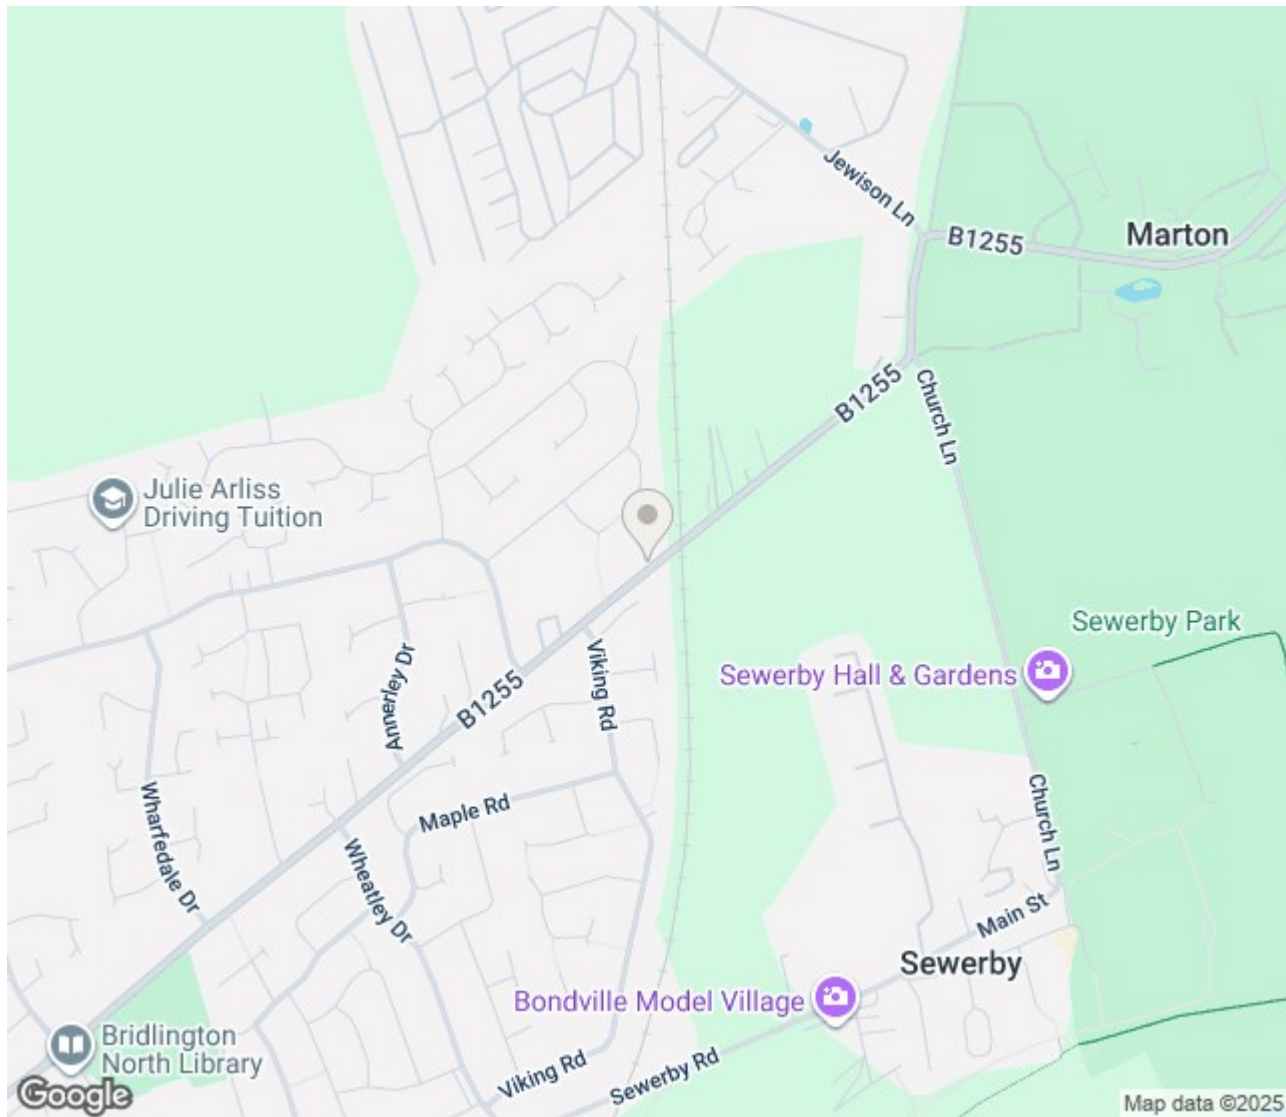 Jewison Ln
B1255
Marton
B1255
Church Ln
Julie Arliss
Driving Tuition
Sewerby Park
Sewerby Hall & Gardens
Viking Rd
Annerley Dr
B1255
Maple Rd
Wharfedale Dr
Wheatley Dr
Church Ln
Main St
Sewerby
Bondville Model Village
Bridlington
North Library
Viking Rd
Sewerby Rd
Google
Map data ©2025